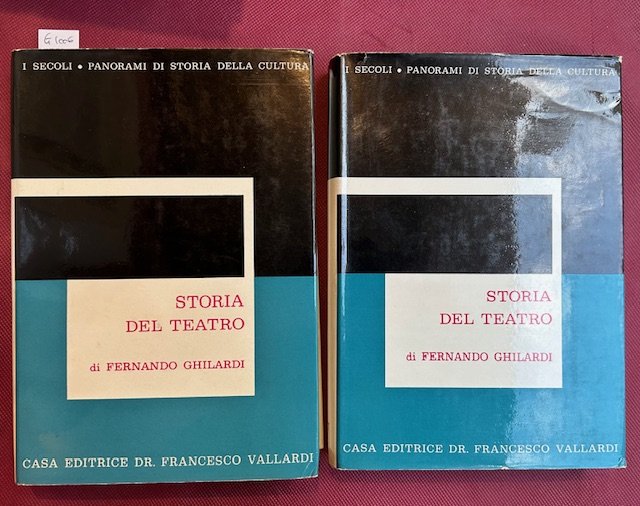 G 1006
I SECOLI • PANORAMI DI STORIA DELLA CULTURA
STORIA
DEL TEATRO
di FERNANDO GHILARDI
CASA EDITRICE DR. FRANCESCO VALLARDI
I SECOLI • PANORAMI DI STORIA DELLA CULTURA
STORIA
DEL TEATRO
di FERNANDO GHILARDI
CASA EDITRICE DR. FRANCESCO VALLARDI